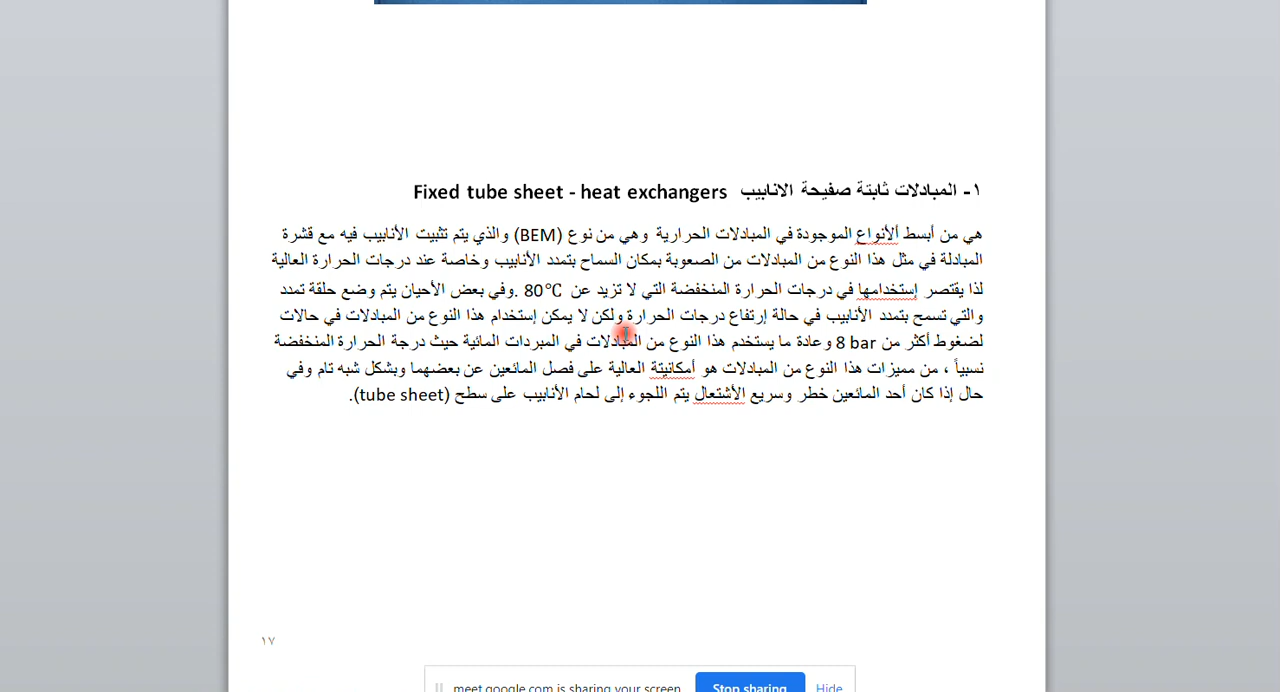 ١- المبادلات ثابتة صفيحة الانابيب Fixed tube sheet - heat exchangers
هي من أبسط ألأنواع الموجودة في المبادلات الحرارية وهي من نوع (BEM) والذي يتم تثبيت الأنابيب فيه مع قشرة
المبادلة في مثل هذا النوع من المبادلات من الصعوبة بمكان السماح بتمدد الأنابيب وخاصة عند درجات الحرارة العالية
لذا يقتصر إستخدامها في درجات الحرارة المنخفضة التي لا تزيد عن 80°C .وفي بعض الأحيان يتم وضع حلقة تمدد
والتي تسمح بتمدد الأنابيب في حالة إرتفاع درجات الحرارة ولكن لا يمكن إستخدام هذا النوع من المبادلات في حالات
لضغوط أكثر من 8 bar وعادة ما يستخدم هذا النوع من المبادلات في المبردات المائية حيث درجة الحرارة المنخفضة
نسبياً ، من مميزات هذا النوع من المبادلات هو أمكانيتة العالية على فصل المائعين عن بعضهما وبشكل شبه تام وفي
حال إذا كان أحد المائعين خطر وسريع الأشتعال يتم اللجوء إلى لحام الأنابيب على سطح (tube sheet).
١٧
meet.google.com is sharing your screen. Stop sharing Hide